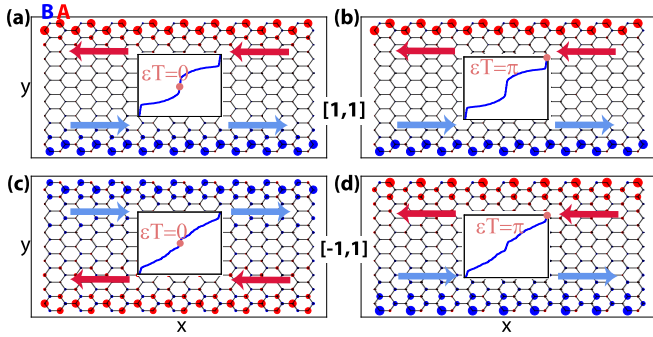 B A
(a)
(b)
y
εT=0
εT=π
[1,1]
(c)
(d)
y
εT=0
εT=π
[-1,1]
x
x